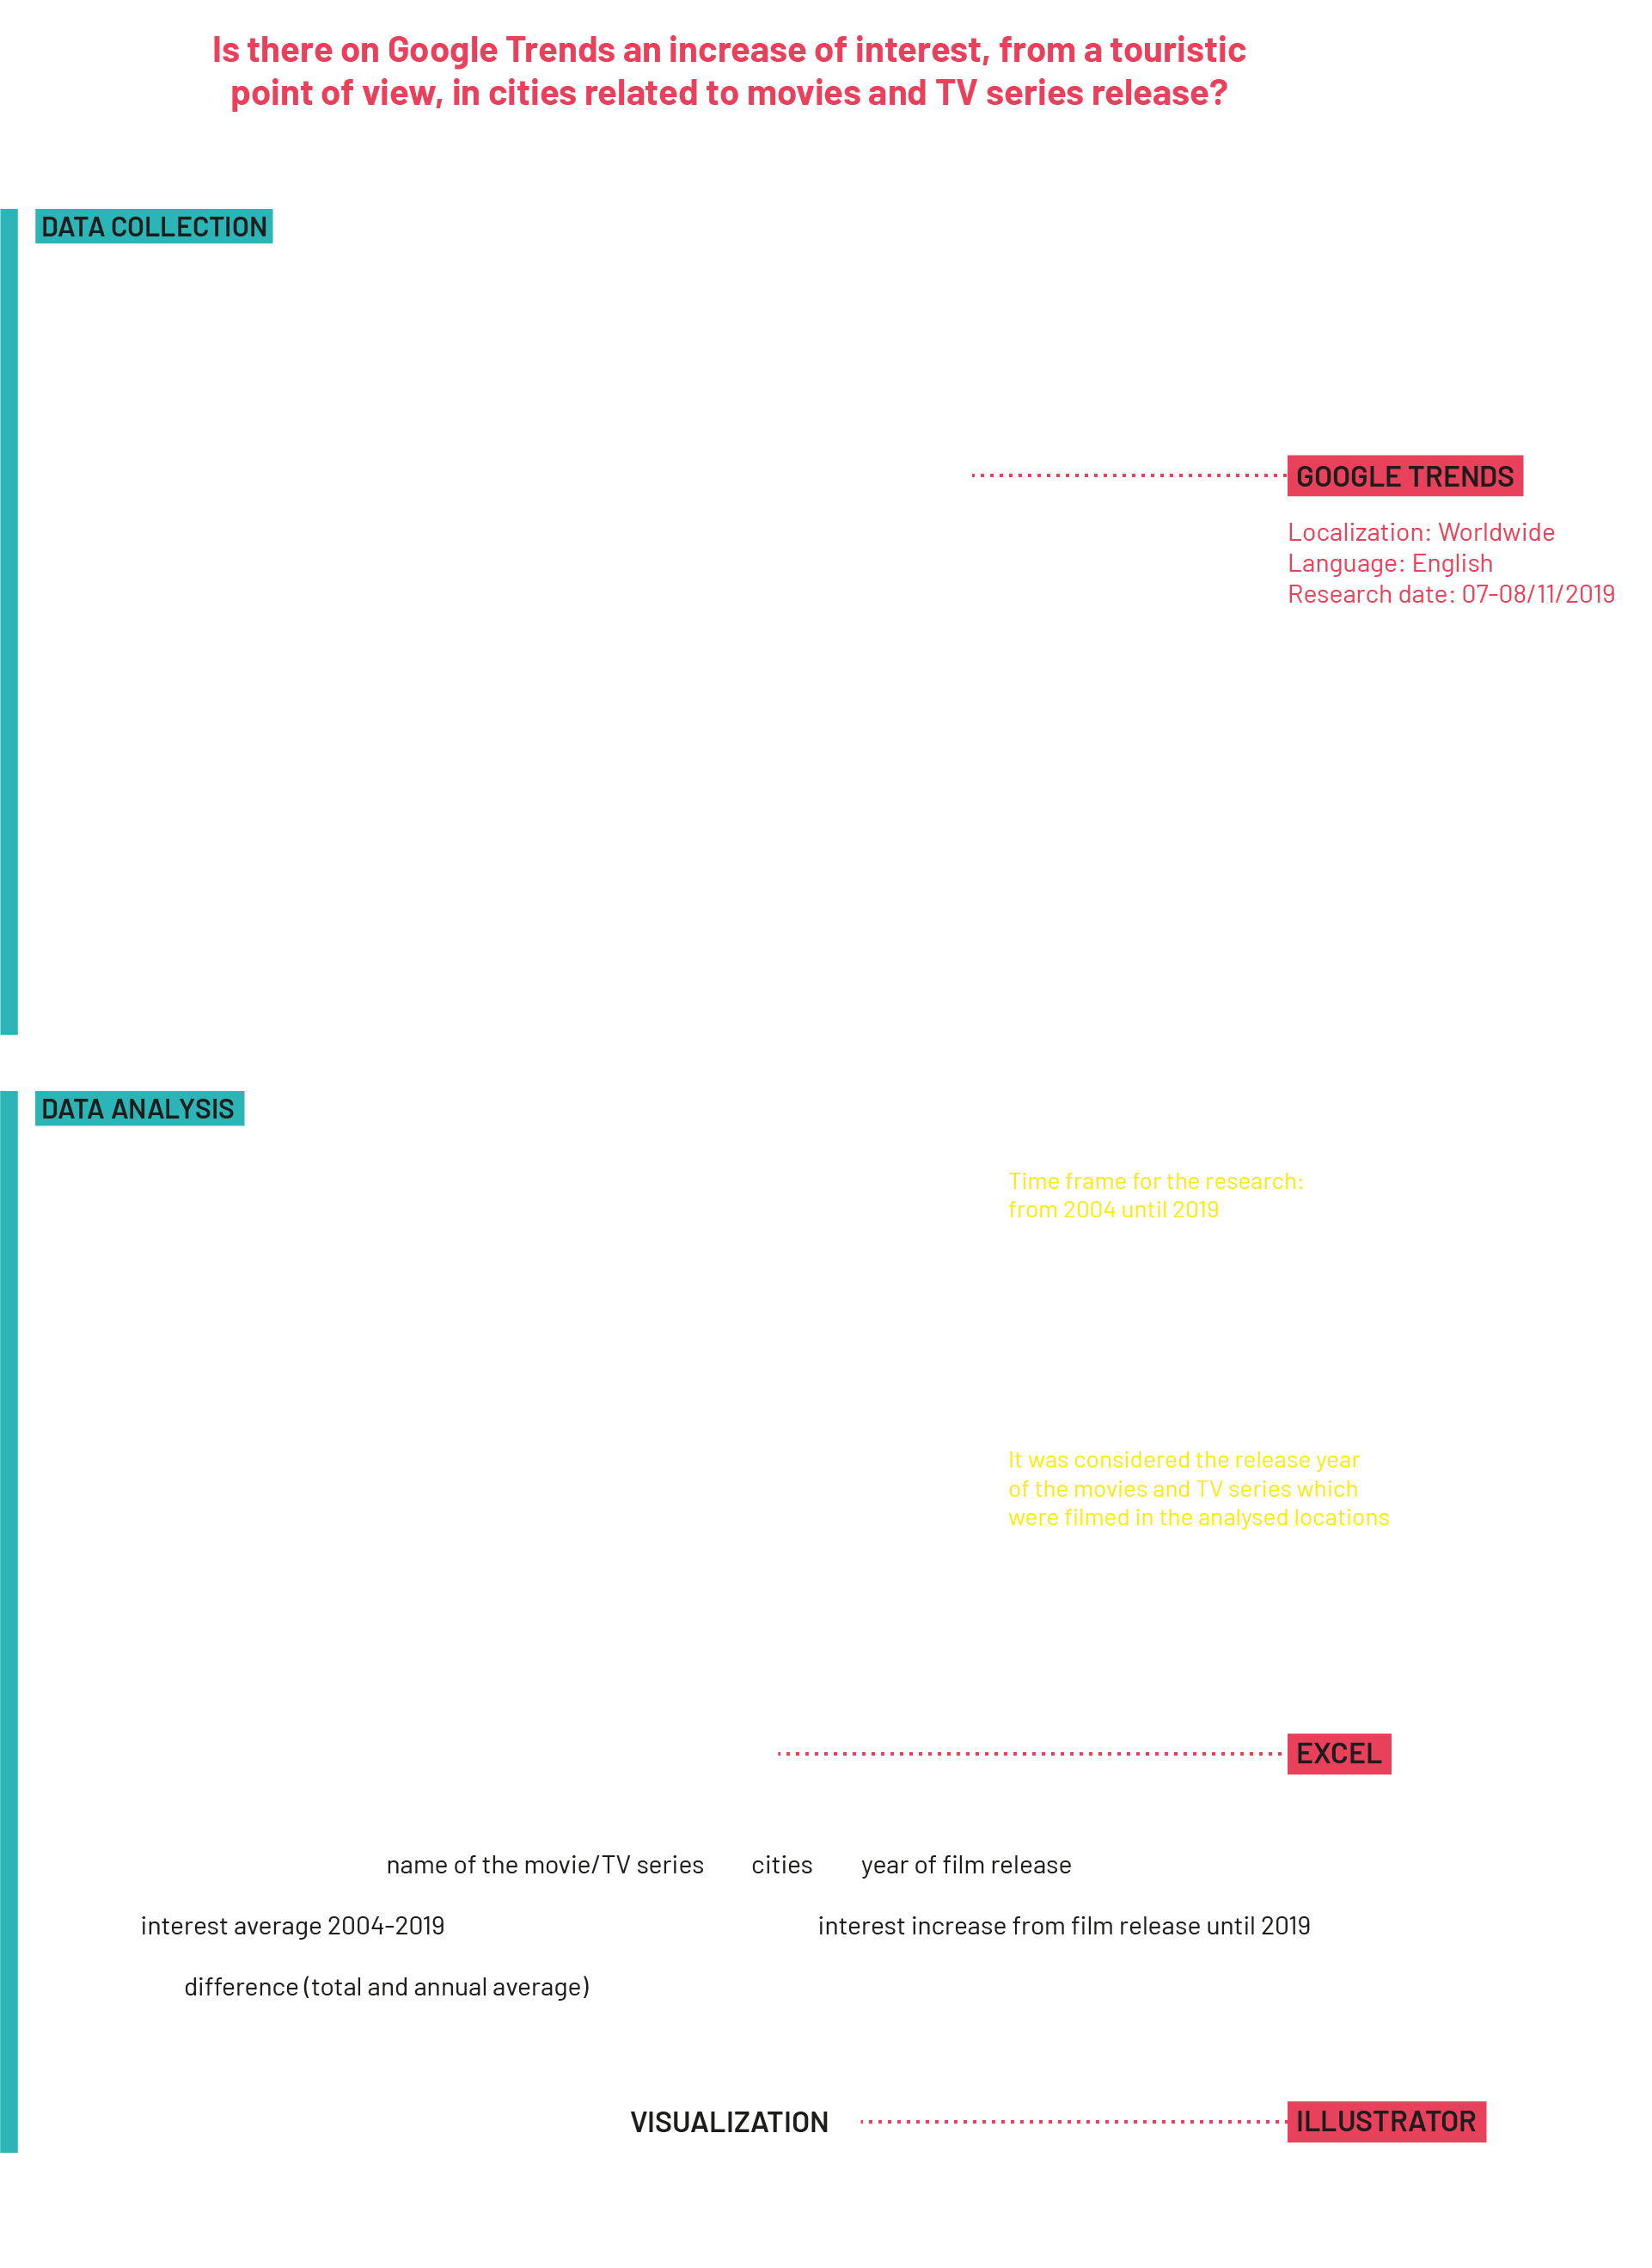 Is there on Google Trends an increase of interest, from a touristic
point of view, in cities related to movies and TV series release?
DATA COLLECTION
GOOGLE TRENDS
Localization: Worldwide
Language: English
Research date: 07-08/11/2019
DATA ANALYSIS
Time frame for the research:
from 2004 until 2019
It was considered the release year
of the movies and TV series which
were filmed in the analysed locations
EXCEL
name of the movie/TV series cities year of film release
interest average 2004-2019 interest increase from film release until 2019
difference (total and annual average)
VISUALIZATION ILLUSTRATOR